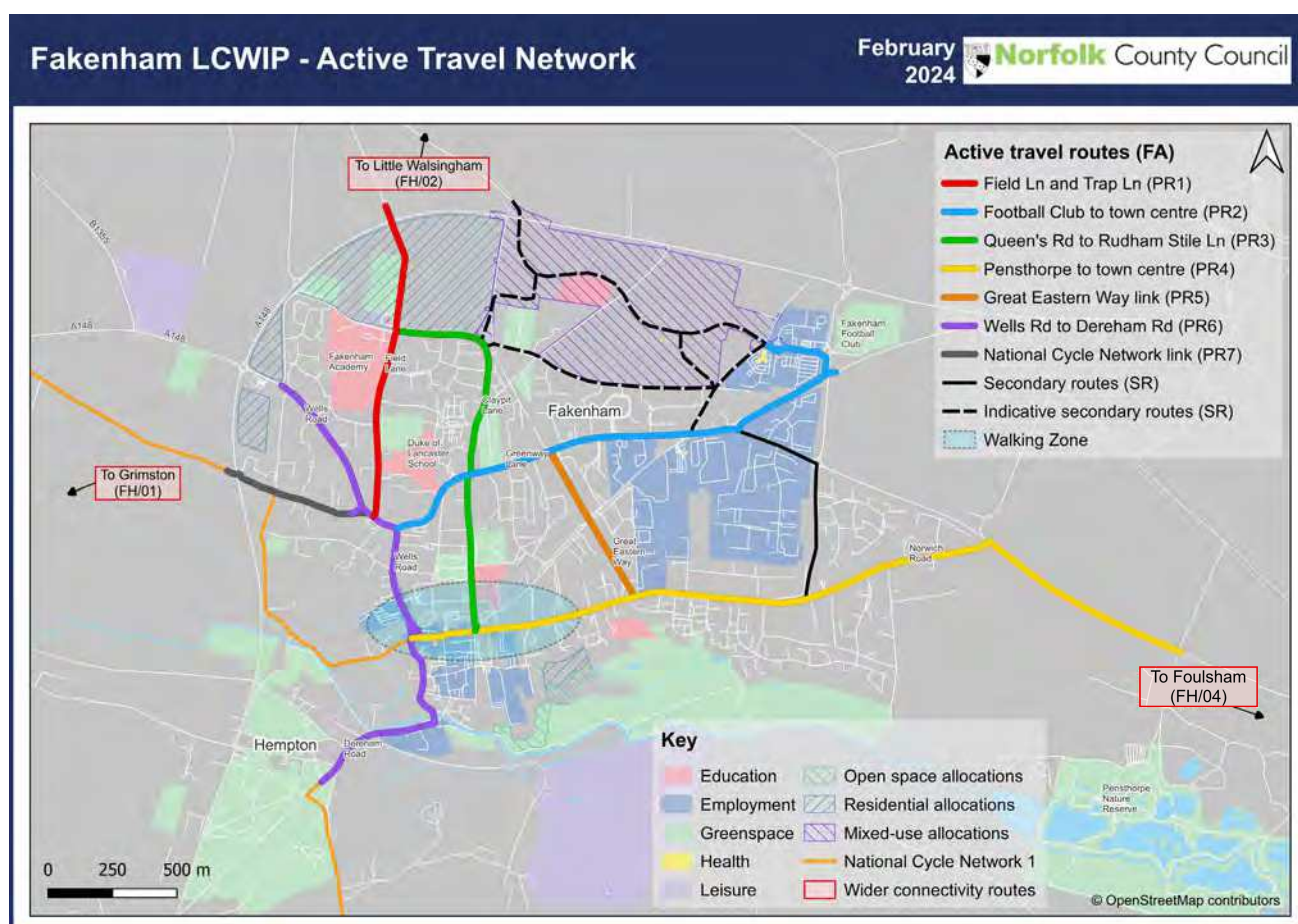 Fakenham LCWIP - Active Travel Network
February
2024
Norfolk County Council
To Little Walsingham
(FH/02)
Active travel routes (FA)
Field Ln and Trap Ln (PR1)
Football Club to town centre (PR2)
Queen's Rd to Rudham Stile Ln (PR3)
Pensthorpe to town centre (PR4)
Great Eastern Way link (PR5)
Wells Rd to Dereham Rd (PR6)
National Cycle Network link (PR7)
Secondary routes (SR)
Indicative secondary routes (SR)
Walking Zone
B1355
A148
A148
A148
Fakenham
Football
Club
Fakenham
Academy
Field
Lane
Wells
Road
Claypit
Lane
Fakenham
Duke of
Lancaster
School
Greenway
Lane
To Grimston
(FH/01)
Great
Eastern
Way
Norwich
Road
Wells
Road
To Foulsham
(FH/04)
Hempton
Dereham
Road
Pensthorpe
Nature
Reserve
Key
Education
Employment
Greenspace
Health
Leisure
Open space allocations
Residential allocations
Mixed-use allocations
National Cycle Network 1
Wider connectivity routes
0 250 500 m
© OpenStreetMap contributors